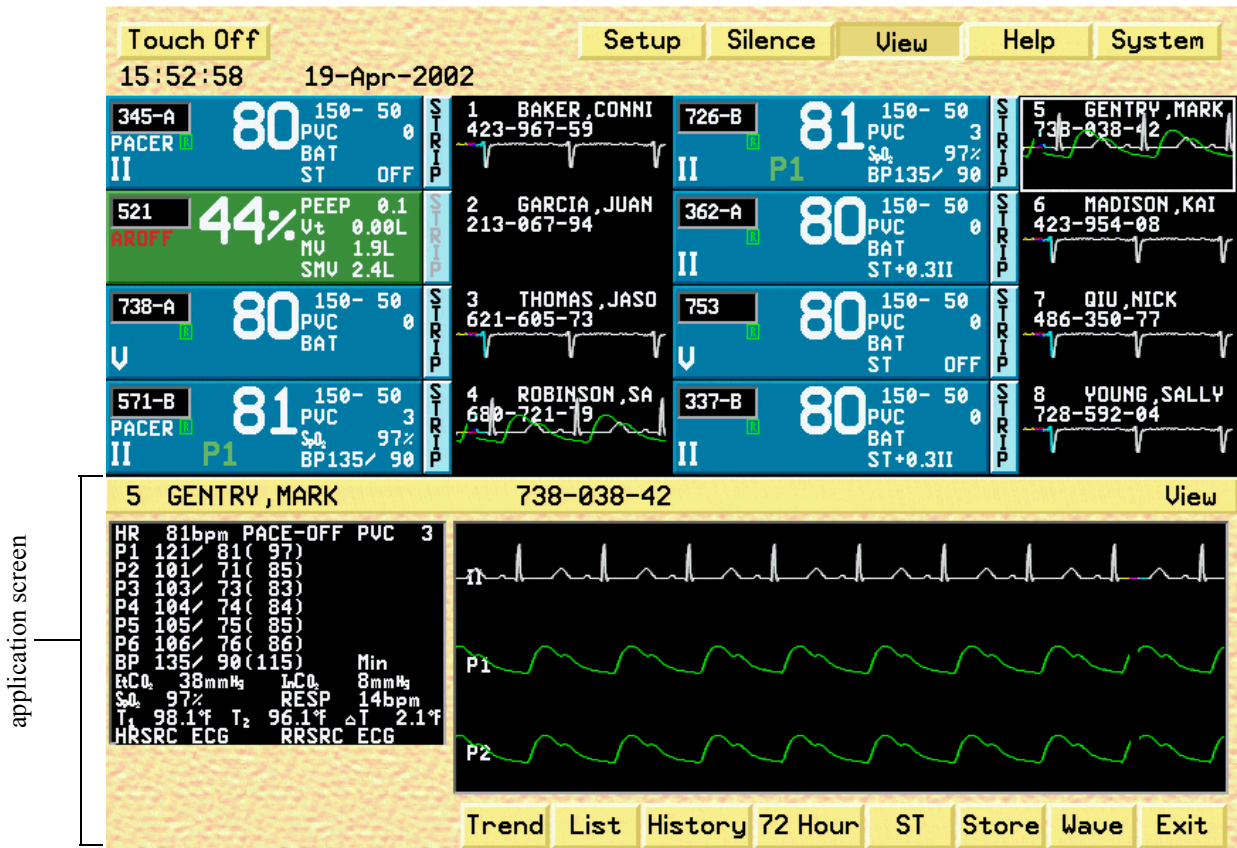 Touch Off Setup Silence View Help System
15:52:58 19-Apr-2002
345-A
PACER R
II
80
150- 50
PVC 0
BAT
ST OFF
STRIP
1 BAKER,CONNI
423-967-59
726-B
R
II
81
P1
150- 50
PVC 3
SpO₂ 97%
BP135/ 90
STRIP
5 GENTRY,MARK
738-038-42
521
AROFF
44%
PEEP 0.1
Vt 0.00L
MV 1.9L
SMV 2.4L
STRIP
2 GARCIA,JUAN
213-067-94
362-A
R
II
80
150- 50
PVC 0
BAT
ST+0.3II
STRIP
6 MADISON,KAI
423-954-08
738-A
R
V
80
150- 50
PVC 0
BAT
STRIP
3 THOMAS,JASO
621-605-73
753
R
V
80
150- 50
PVC 0
BAT
ST OFF
STRIP
7 QIU,NICK
486-350-77
571-B
PACER R
II
81
P1
150- 50
PVC 3
SpO₂ 97%
BP135/ 90
STRIP
4 ROBINSON,SA
680-721-79
337-B
R
II
80
150- 50
PVC 0
BAT
ST+0.3II
STRIP
8 YOUNG,SALLY
728-592-04
application screen
5 GENTRY,MARK 738-038-42 View
HR 81bpm PACE-OFF PVC 3
P1 121/ 81( 97)
P2 101/ 71( 85)
P3 103/ 73( 83)
P4 104/ 74( 84)
P5 105/ 75( 85)
P6 106/ 76( 86)
BP 135/ 90(115) Min
EtCO₂ 38mmHg InCO₂ 8mmHg
SpO₂ 97% RESP 14bpm
T₁ 98.1°F T₂ 96.1°F △T 2.1°F
HRSRC ECG RRSRC ECG
II
P1
P2
Trend List History 72 Hour ST Store Wave Exit